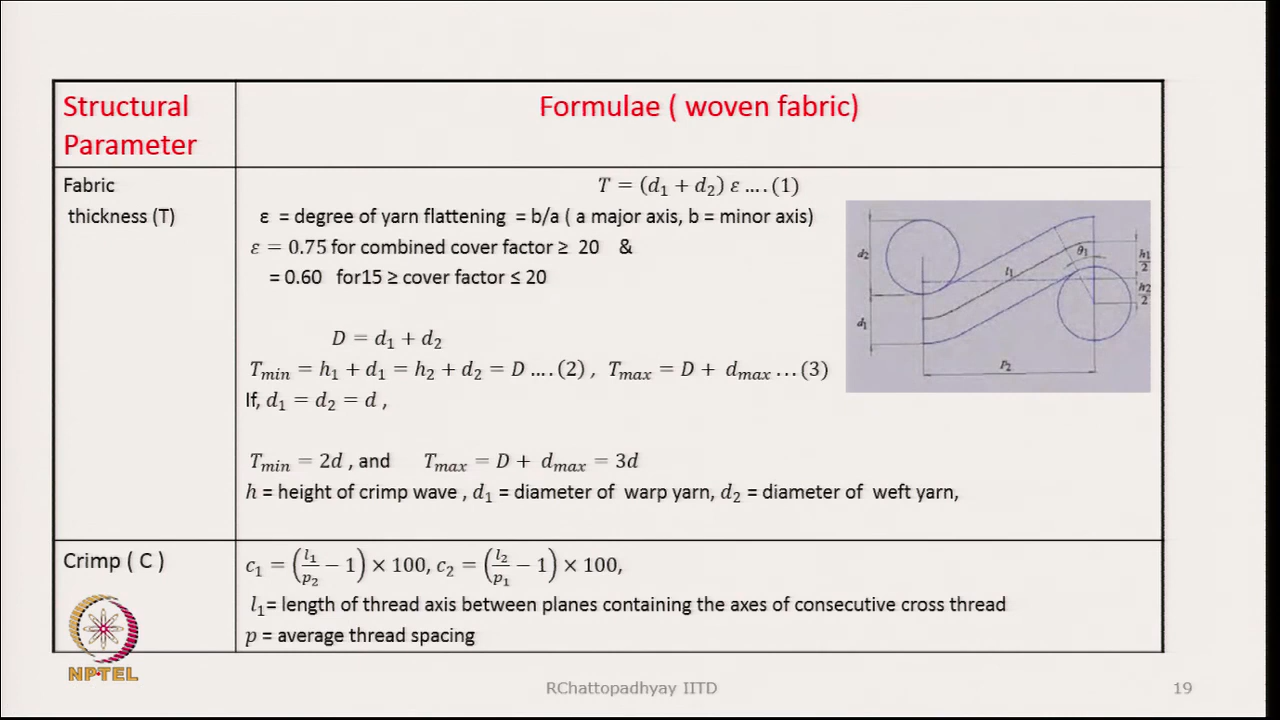 Structural
Parameter
Formulae ( woven fabric)
Fabric
thickness (T)
T = (d₁ + d₂) ε .... (1)
ε = degree of yarn flattening = b/a ( a major axis, b = minor axis)
ε = 0.75 for combined cover factor ≥ 20 &
= 0.60 for15 ≥ cover factor ≤ 20
D = d₁ + d₂
Tₘᵢₙ = h₁ + d₁ = h₂ + d₂ = D .... (2) , Tₘₐₓ = D + dₘₐₓ ... (3)
If, d₁ = d₂ = d ,
Tₘᵢₙ = 2d , and Tₘₐₓ = D + dₘₐₓ = 3d
h = height of crimp wave , d₁ = diameter of warp yarn, d₂ = diameter of weft yarn,
d₂
d₁
l₁
θ₁
h₁/2
h₂/2
P₂
Crimp ( C )
c₁ = (l₁/p₂ − 1) × 100, c₂ = (l₂/p₁ − 1) × 100,
l₁= length of thread axis between planes containing the axes of consecutive cross thread
p = average thread spacing
NPTEL
RChattopadhyay IITD
19